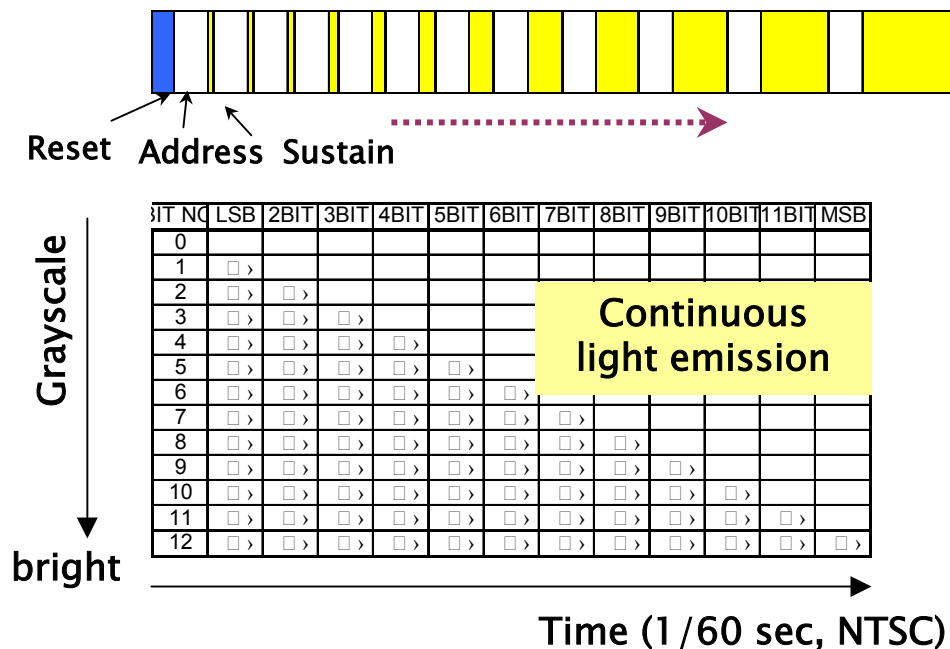 Reset Address Sustain
BIT NO LSB 2BIT 3BIT 4BIT 5BIT 6BIT 7BIT 8BIT 9BIT 10BIT 11BIT MSB
0
1 □ ›
2 □ › □ ›
3 □ › □ › □ ›
4 □ › □ › □ › □ ›
5 □ › □ › □ › □ › □ ›
6 □ › □ › □ › □ › □ › □ ›
7 □ › □ › □ › □ › □ › □ › □ ›
8 □ › □ › □ › □ › □ › □ › □ › □ ›
9 □ › □ › □ › □ › □ › □ › □ › □ › □ ›
10 □ › □ › □ › □ › □ › □ › □ › □ › □ › □ ›
11 □ › □ › □ › □ › □ › □ › □ › □ › □ › □ › □ ›
12 □ › □ › □ › □ › □ › □ › □ › □ › □ › □ › □ › □ ›
Continuous
light emission
Grayscale
bright
Time (1/60 sec, NTSC)